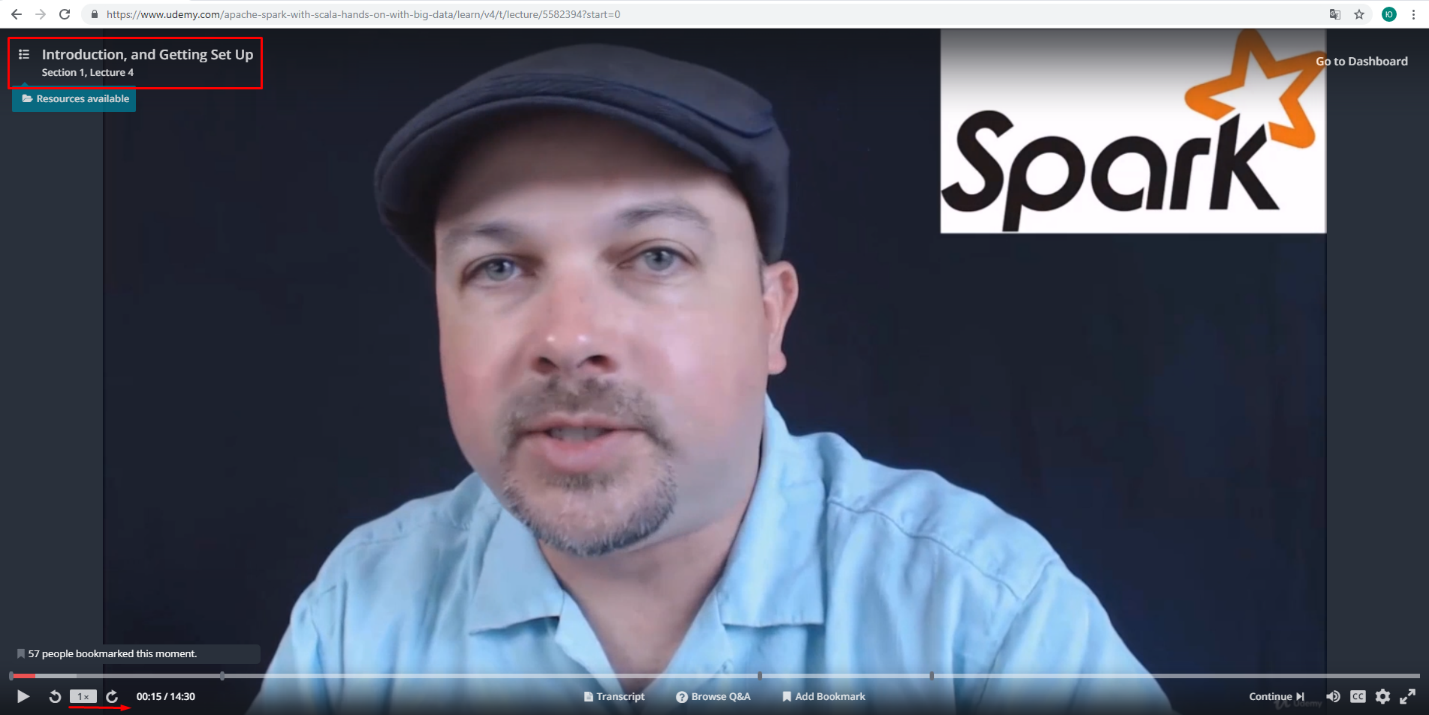 https://www.udemy.com/apache-spark-with-scala-hands-on-with-big-data/learn/v4/t/lecture/5582394?start=0
Ю
Introduction, and Getting Set Up
Section 1, Lecture 4
Go to Dashboard
Resources available
Spark
57 people bookmarked this moment.
1×
00:15 / 14:30
Transcript
? Browse Q&A
Add Bookmark
Continue
CC
Udemy